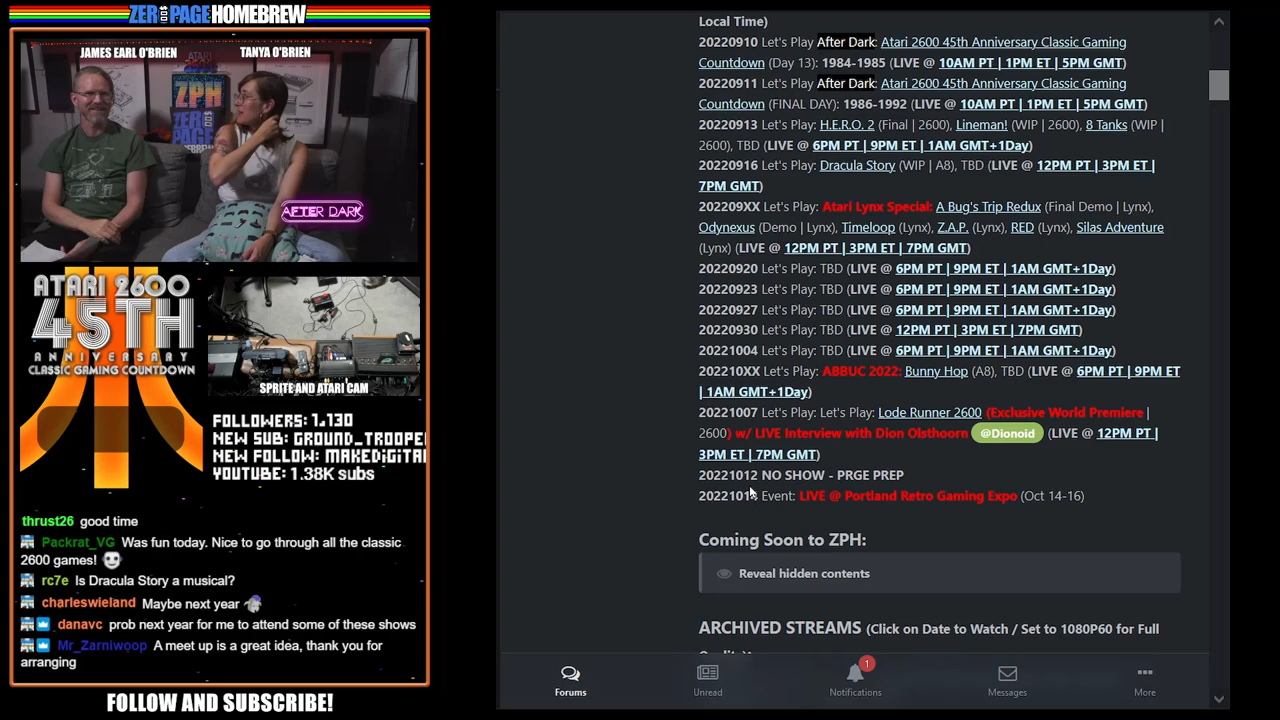 ZEROPAGE HOMEBREW
JAMES EARL O'BRIEN
TANYA O'BRIEN
ATARI
ZPH
ZERO
PAGE
AFTER DARK
ATARI 2600
45TH
ANNIVERSARY
CLASSIC GAMING COUNTDOWN
SPRITE AND ATARI CAM
FOLLOWERS: 1,130
NEW SUB: GROUND_TROOPE
NEW FOLLOW: MAKEDIGITA
YOUTUBE: 1.38K subs
thrust26 good time
Packrat_VG Was fun today. Nice to go through all the classic
2600 games!
rc7e Is Dracula Story a musical?
charleswieland Maybe next year
danavc prob next year for me to attend some of these shows
Mr_Zarniwoop A meet up is a great idea, thank you for
arranging
FOLLOW AND SUBSCRIBE!
Local Time)
20220910 Let's Play After Dark: Atari 2600 45th Anniversary Classic Gaming
Countdown (Day 13): 1984-1985 (LIVE @ 10AM PT | 1PM ET | 5PM GMT)
20220911 Let's Play After Dark: Atari 2600 45th Anniversary Classic Gaming
Countdown (FINAL DAY): 1986-1992 (LIVE @ 10AM PT | 1PM ET | 5PM GMT)
20220913 Let's Play: H.E.R.O. 2 (Final | 2600), Lineman! (WIP | 2600), 8 Tanks (WIP |
2600), TBD (LIVE @ 6PM PT | 9PM ET | 1AM GMT+1Day)
20220916 Let's Play: Dracula Story (WIP | A8), TBD (LIVE @ 12PM PT | 3PM ET |
7PM GMT)
202209XX Let's Play: Atari Lynx Special: A Bug's Trip Redux (Final Demo | Lynx),
Odynexus (Demo | Lynx), Timeloop (Lynx), Z.A.P. (Lynx), RED (Lynx), Silas Adventure
(Lynx) (LIVE @ 12PM PT | 3PM ET | 7PM GMT)
20220920 Let's Play: TBD (LIVE @ 6PM PT | 9PM ET | 1AM GMT+1Day)
20220923 Let's Play: TBD (LIVE @ 6PM PT | 9PM ET | 1AM GMT+1Day)
20220927 Let's Play: TBD (LIVE @ 6PM PT | 9PM ET | 1AM GMT+1Day)
20220930 Let's Play: TBD (LIVE @ 12PM PT | 3PM ET | 7PM GMT)
20221004 Let's Play: TBD (LIVE @ 6PM PT | 9PM ET | 1AM GMT+1Day)
202210XX Let's Play: ABBUC 2022: Bunny Hop (A8), TBD (LIVE @ 6PM PT | 9PM ET
| 1AM GMT+1Day)
20221007 Let's Play: Let's Play: Lode Runner 2600 (Exclusive World Premiere |
2600) w/ LIVE Interview with Dion Olsthoorn @Dionoid (LIVE @ 12PM PT |
3PM ET | 7PM GMT)
20221012 NO SHOW - PRGE PREP
Event: LIVE @ Portland Retro Gaming Expo (Oct 14-16)
Coming Soon to ZPH:
Reveal hidden contents
ARCHIVED STREAMS (Click on Date to Watch / Set to 1080P60 for Full
1
Forums
Unread
Notifications
Messages
More